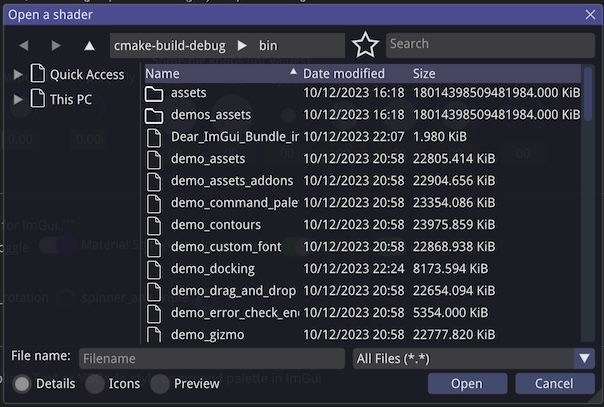 Open a shader
cmake-build-debug ▶ bin Search
Quick Access
This PC
Name Date modified Size
assets 10/12/2023 16:18 18014398509481984.000 KiB
demos_assets 10/12/2023 16:18 18014398509481984.000 KiB
Dear_ImGui_Bundle_in 10/12/2023 22:07 1.980 KiB
demo_assets 10/12/2023 20:58 22805.414 KiB
demo_assets_addons 10/12/2023 20:58 22904.656 KiB
demo_command_pale 10/12/2023 20:58 23354.086 KiB
demo_contours 10/12/2023 20:58 23975.859 KiB
demo_custom_font 10/12/2023 20:58 22868.938 KiB
demo_docking 10/12/2023 22:24 8173.594 KiB
demo_drag_and_drop 10/12/2023 20:58 22654.094 KiB
demo_error_check_en 10/12/2023 20:58 5354.000 KiB
demo_gizmo 10/12/2023 20:58 22777.820 KiB
File name: Filename All Files (*.*)
Details Icons Preview Open Cancel